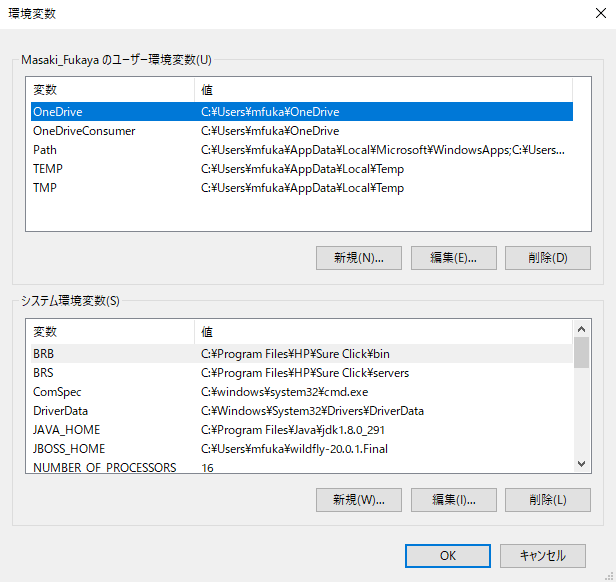 環境変数
Masaki_Fukaya のユーザー環境変数(U)
変数 値
OneDrive C:¥Users¥mfuka¥OneDrive
OneDriveConsumer C:¥Users¥mfuka¥OneDrive
Path C:¥Users¥mfuka¥AppData¥Local¥Microsoft¥WindowsApps;C:¥Users...
TEMP C:¥Users¥mfuka¥AppData¥Local¥Temp
TMP C:¥Users¥mfuka¥AppData¥Local¥Temp
新規(N)... 編集(E)... 削除(D)
システム環境変数(S)
変数 値
BRB C:¥Program Files¥HP¥Sure Click¥bin
BRS C:¥Program Files¥HP¥Sure Click¥servers
ComSpec C:¥windows¥system32¥cmd.exe
DriverData C:¥Windows¥System32¥Drivers¥DriverData
JAVA_HOME C:¥Program Files¥Java¥jdk1.8.0_291
JBOSS_HOME C:¥Users¥mfuka¥wildfly-20.0.1.Final
NUMBER_OF_PROCESSORS 16
新規(W)... 編集(I)... 削除(L)
OK キャンセル